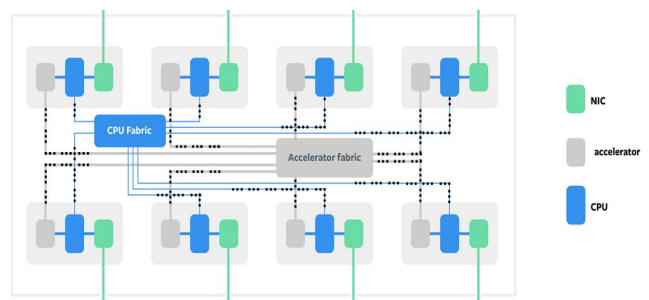 NIC
CPU Fabric
accelerator
Accelerator fabric
CPU